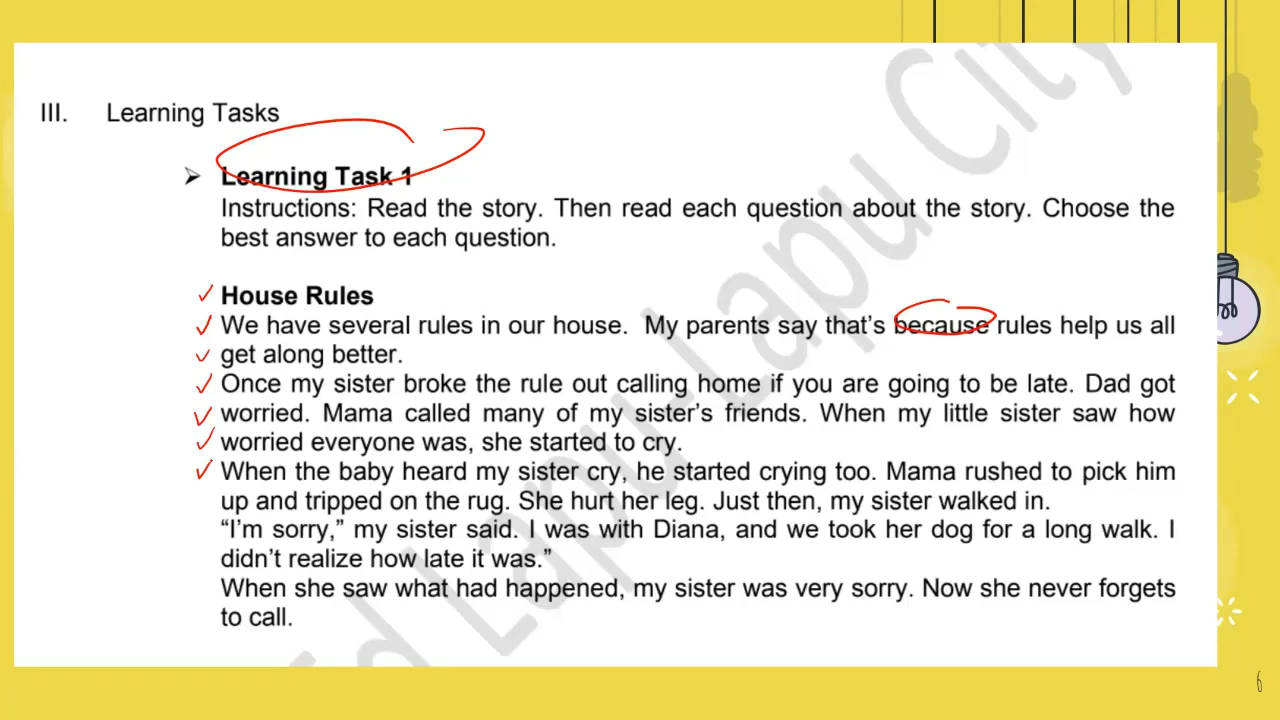 III. Learning Tasks
➢ Learning Task 1
Instructions: Read the story. Then read each question about the story. Choose the
best answer to each question.
House Rules
We have several rules in our house. My parents say that’s because rules help us all
get along better.
Once my sister broke the rule out calling home if you are going to be late. Dad got
worried. Mama called many of my sister’s friends. When my little sister saw how
worried everyone was, she started to cry.
When the baby heard my sister cry, he started crying too. Mama rushed to pick him
up and tripped on the rug. She hurt her leg. Just then, my sister walked in.
“I’m sorry,” my sister said. I was with Diana, and we took her dog for a long walk. I
didn’t realize how late it was.”
When she saw what had happened, my sister was very sorry. Now she never forgets
to call.
Lapu-Lapu City
6